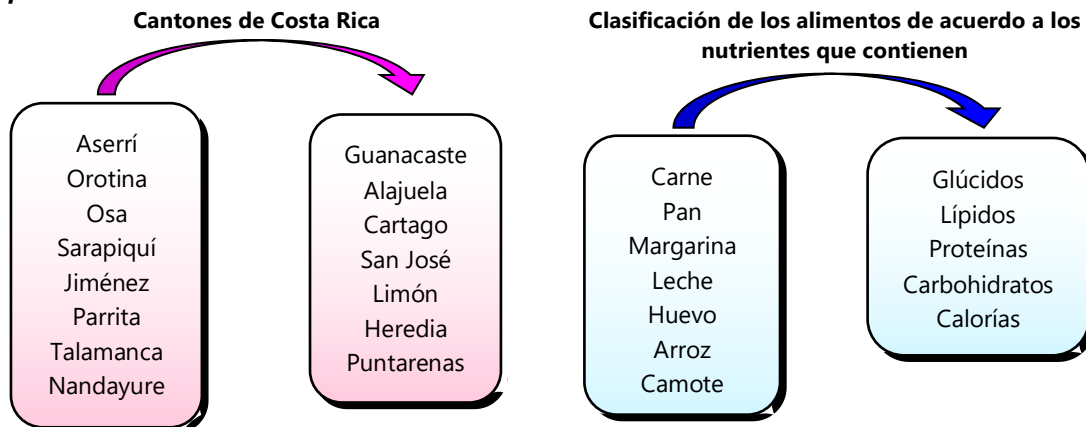 Cantones de Costa Rica
Aserrí
Orotina
Osa
Sarapiquí
Jiménez
Parrita
Talamanca
Nandayure
Guanacaste
Alajuela
Cartago
San José
Limón
Heredia
Puntarenas
Clasificación de los alimentos de acuerdo a los
nutrientes que contienen
Carne
Pan
Margarina
Leche
Huevo
Arroz
Camote
Glúcidos
Lípidos
Proteínas
Carbohidratos
Calorías